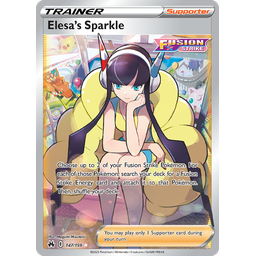 TRAINER
Supporter
Elesa's Sparkle
FUSION
STRIKE
Choose up to 2 of your Fusion Strike Pokémon. For
each of those Pokémon, search your deck for a Fusion
Strike Energy card and attach it to that Pokémon.
Then, shuffle your deck.
You may play only 1 Supporter card during
your turn.
147/159